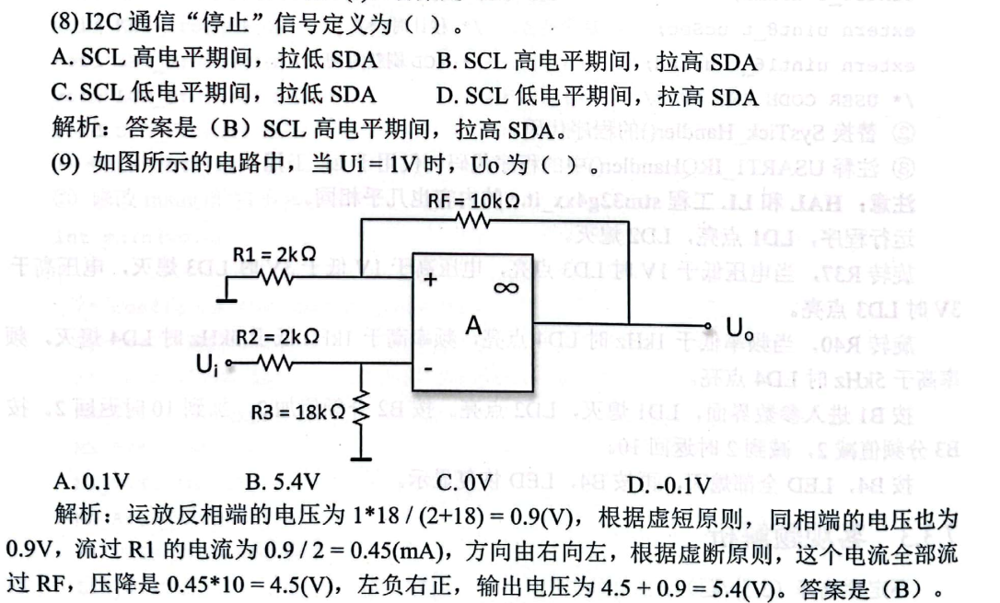 (8) I2C 通信“停止”信号定义为（ ）。
A. SCL 高电平期间，拉低 SDA B. SCL 高电平期间，拉高 SDA
C. SCL 低电平期间，拉低 SDA D. SCL 低电平期间，拉高 SDA
解析：答案是（B）SCL 高电平期间，拉高 SDA。
(9) 如图所示的电路中，当 Ui = 1V 时，Uo 为（ ）。
RF = 10kΩ
R1 = 2kΩ
+ ∞
A
R2 = 2kΩ
Ui
Uo
-
R3 = 18kΩ
A. 0.1V B. 5.4V C. 0V D. -0.1V
解析：运放反相端的电压为 1*18 / (2+18) = 0.9(V)，根据虚短原则，同相端的电压也为
0.9V，流过 R1 的电流为 0.9 / 2 = 0.45(mA)，方向由右向左，根据虚断原则，这个电流全部流
过 RF，压降是 0.45*10 = 4.5(V)，左负右正，输出电压为 4.5 + 0.9 = 5.4(V)。答案是（B）。